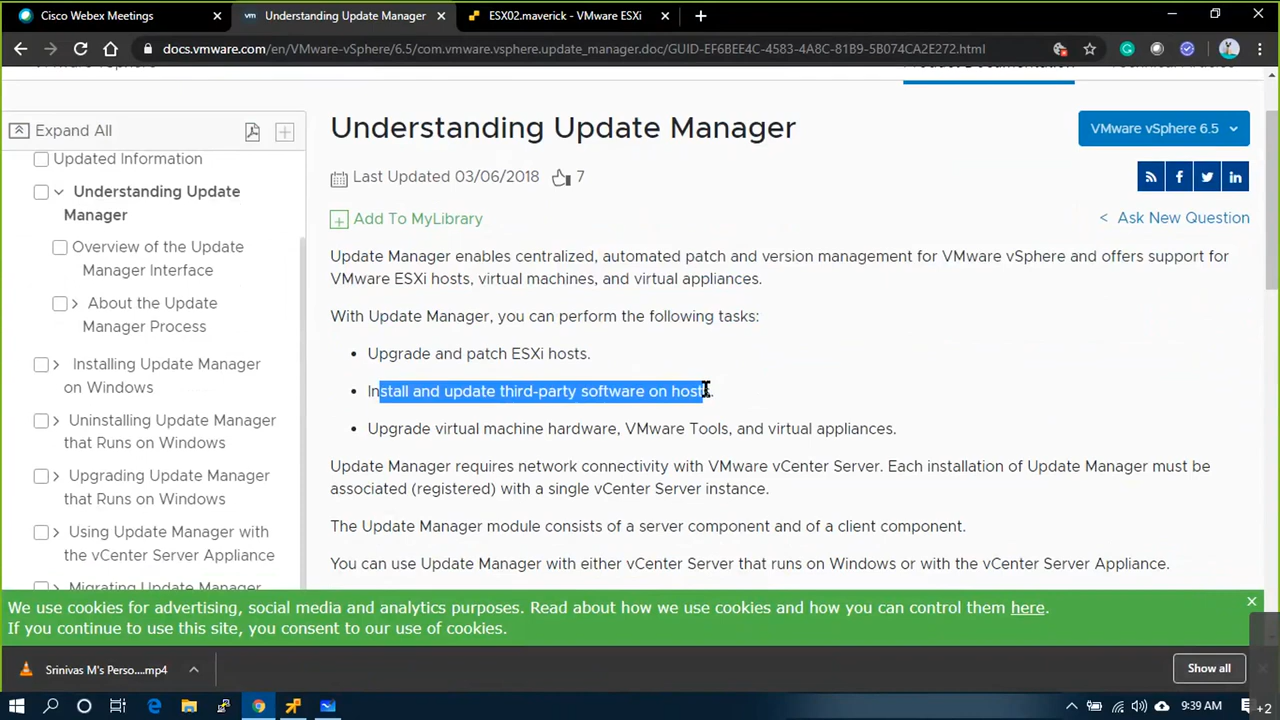 Cisco Webex Meetings
Understanding Update Manager
ESX02.maverick - VMware ESXi
docs.vmware.com/en/VMware-vSphere/6.5/com.vmware.vsphere.update_manager.doc/GUID-EF6BEE4C-4583-4A8C-81B9-5B074CA2E272.html
VMware vSphere
Product Documentation
Technical Articles
Expand All
Updated Information
Understanding Update
Manager
Overview of the Update
Manager Interface
About the Update
Manager Process
Installing Update Manager
on Windows
Uninstalling Update Manager
that Runs on Windows
Upgrading Update Manager
that Runs on Windows
Using Update Manager with
the vCenter Server Appliance
Migrating Update Manager
Understanding Update Manager
VMware vSphere 6.5
Last Updated 03/06/2018 7
Add To MyLibrary
< Ask New Question
Update Manager enables centralized, automated patch and version management for VMware vSphere and offers support for
VMware ESXi hosts, virtual machines, and virtual appliances.
With Update Manager, you can perform the following tasks:
• Upgrade and patch ESXi hosts.
• Install and update third-party software on hosts.
• Upgrade virtual machine hardware, VMware Tools, and virtual appliances.
Update Manager requires network connectivity with VMware vCenter Server. Each installation of Update Manager must be
associated (registered) with a single vCenter Server instance.
The Update Manager module consists of a server component and of a client component.
You can use Update Manager with either vCenter Server that runs on Windows or with the vCenter Server Appliance.
We use cookies for advertising, social media and analytics purposes. Read about how we use cookies and how you can control them here.
If you continue to use this site, you consent to our use of cookies.
Srinivas M's Perso....mp4
Show all
9:39 AM
+2